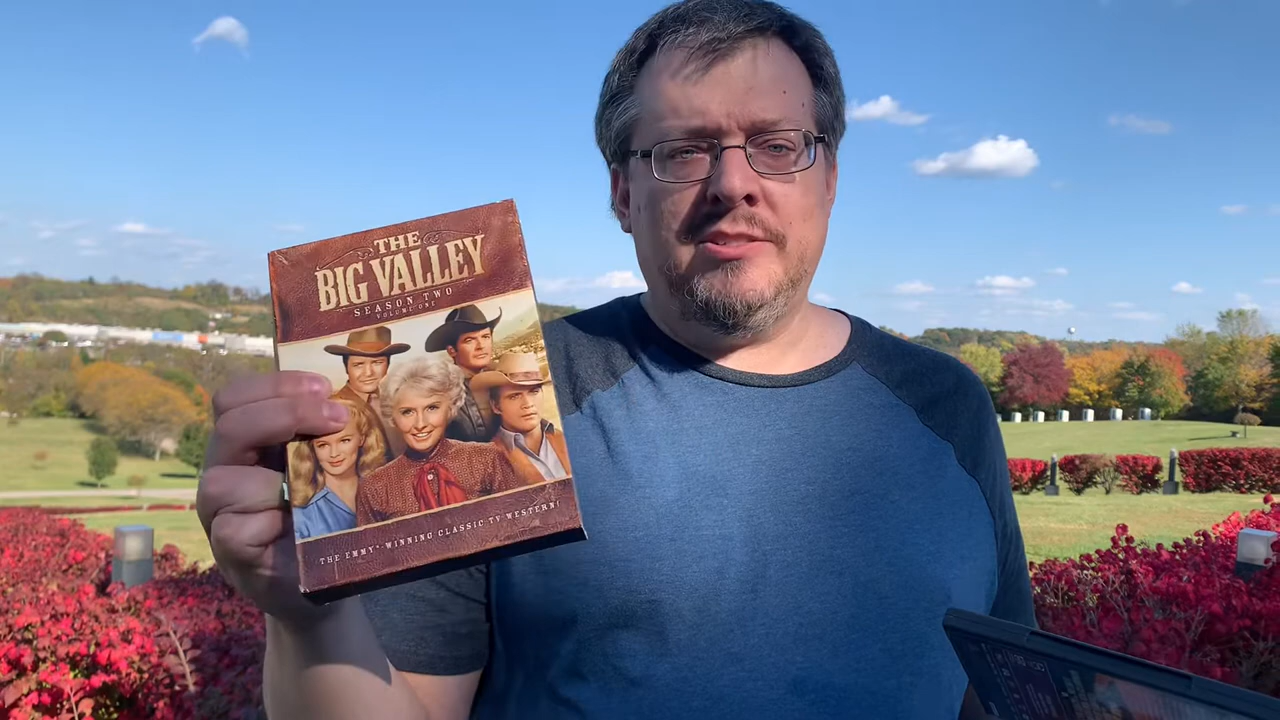 THE
BIG VALLEY
SEASON TWO
VOLUME ONE
THE EMMY®-WINNING CLASSIC TV WESTERN!